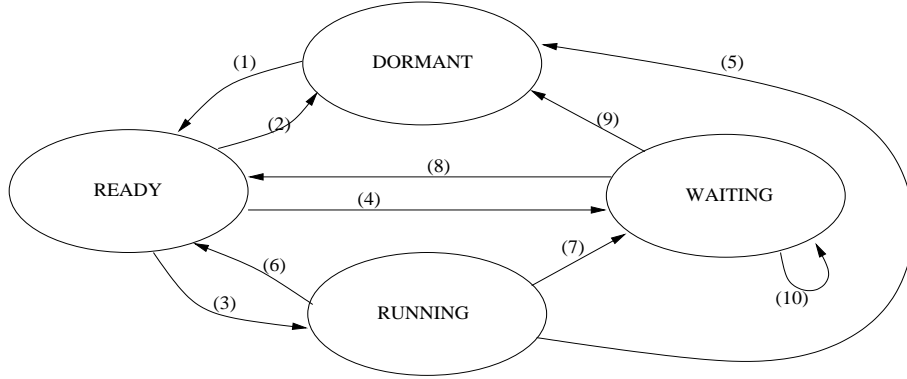 DORMANT
(1)
(5)
(2)
(9)
(8)
READY
WAITING
(4)
(7)
(6)
(3)
(10)
RUNNING